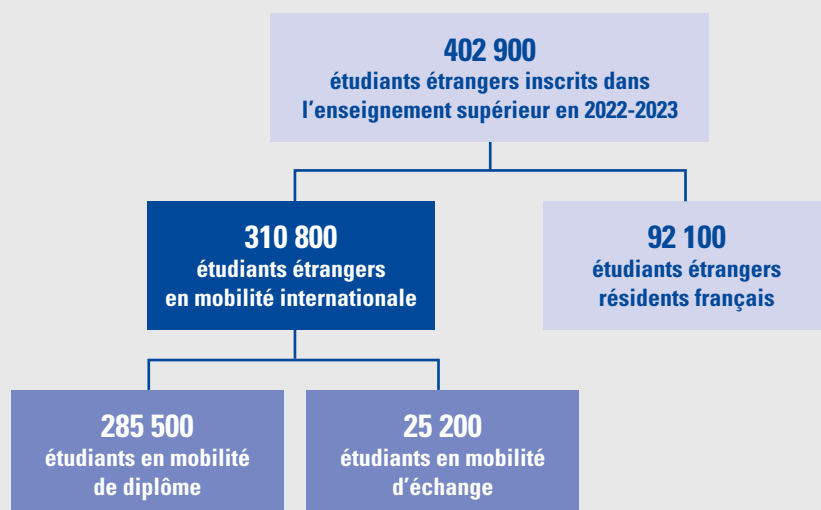 402 900
étudiants étrangers inscrits dans
l’enseignement supérieur en 2022-2023
310 800
étudiants étrangers
en mobilité internationale
92 100
étudiants étrangers
résidents français
285 500
étudiants en mobilité
de diplôme
25 200
étudiants en mobilité
d’échange